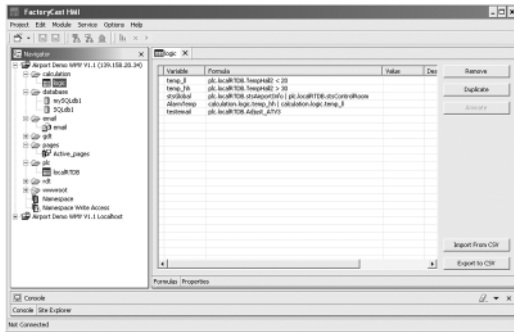 FactoryCast HMI
Project Edit Module Service Options Help
Navigator
Airport Demo WMY V1.1 (139.158.20.34)
calculation
logic
database
mySQLdb1
SQLdb1
email
email
gdt
pages
Active_pages
plc
localRTDB
rdt
wwwroot
Namespace
Namespace Write Access
Airport Demo WMY V1.1 Localhost
logic
Variable Formula Value Des
temp_ll plc.localRTDB.TempHall2 < 20
temp_hh plc.localRTDB.TempHall2 > 30
stsGlobal plc.localRTDB.stsAirportInfo | plc.localRTDB.stsControlRoom
AlarmTemp calculation.logic.temp_hh | calculation.logic.temp_ll
testemail plc.localRTDB.Adjust_ATV3
Remove
Duplicate
Import From CSV
Export to CSV
Formulas Properties
Console
Console Site Explorer
Not Connected